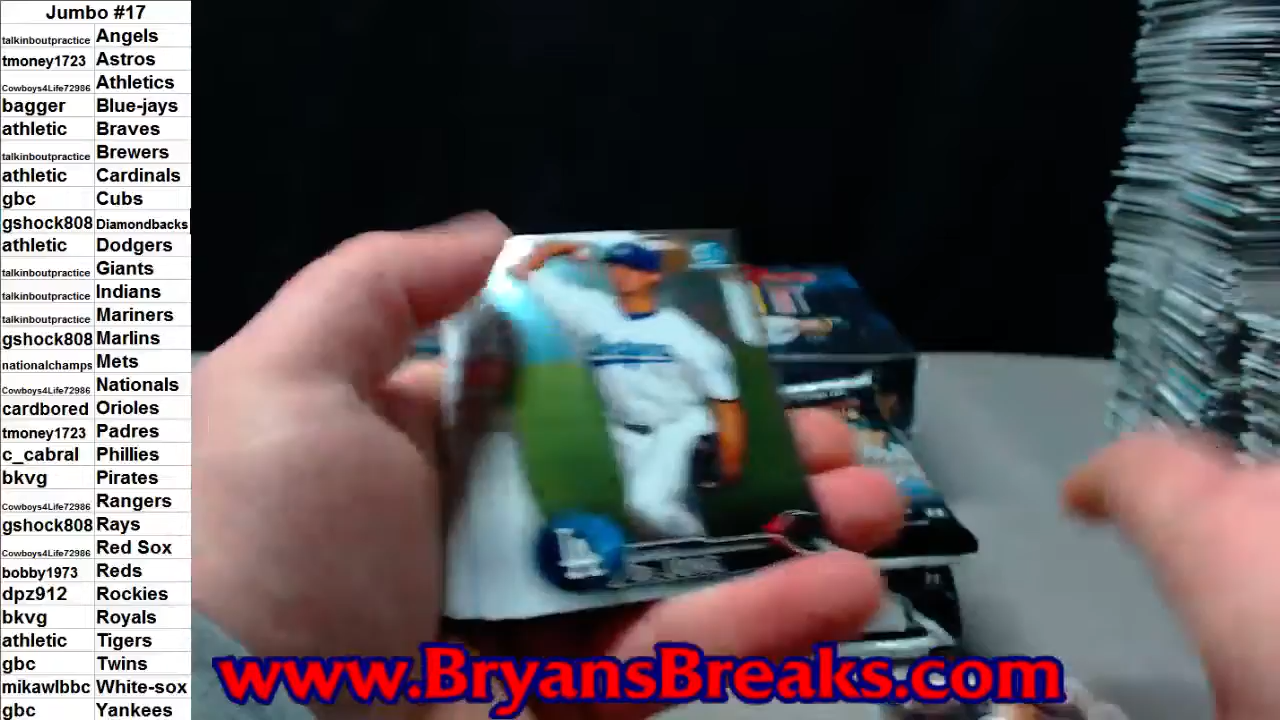 Jumbo #17
talkinboutpractice Angels
tmoney1723 Astros
Cowboys4Life72986 Athletics
bagger Blue-jays
athletic Braves
talkinboutpractice Brewers
athletic Cardinals
gbc Cubs
gshock808 Diamondbacks
athletic Dodgers
talkinboutpractice Giants
talkinboutpractice Indians
talkinboutpractice Mariners
gshock808 Marlins
nationalchamps Mets
Cowboys4Life72986 Nationals
cardbored Orioles
tmoney1723 Padres
c_cabral Phillies
bkvg Pirates
Cowboys4Life72986 Rangers
gshock808 Rays
Cowboys4Life72986 Red Sox
bobby1973 Reds
dpz912 Rockies
bkvg Royals
athletic Tigers
gbc Twins
mikawlbbc White-sox
gbc Yankees
LA
www.BryansBreaks.com